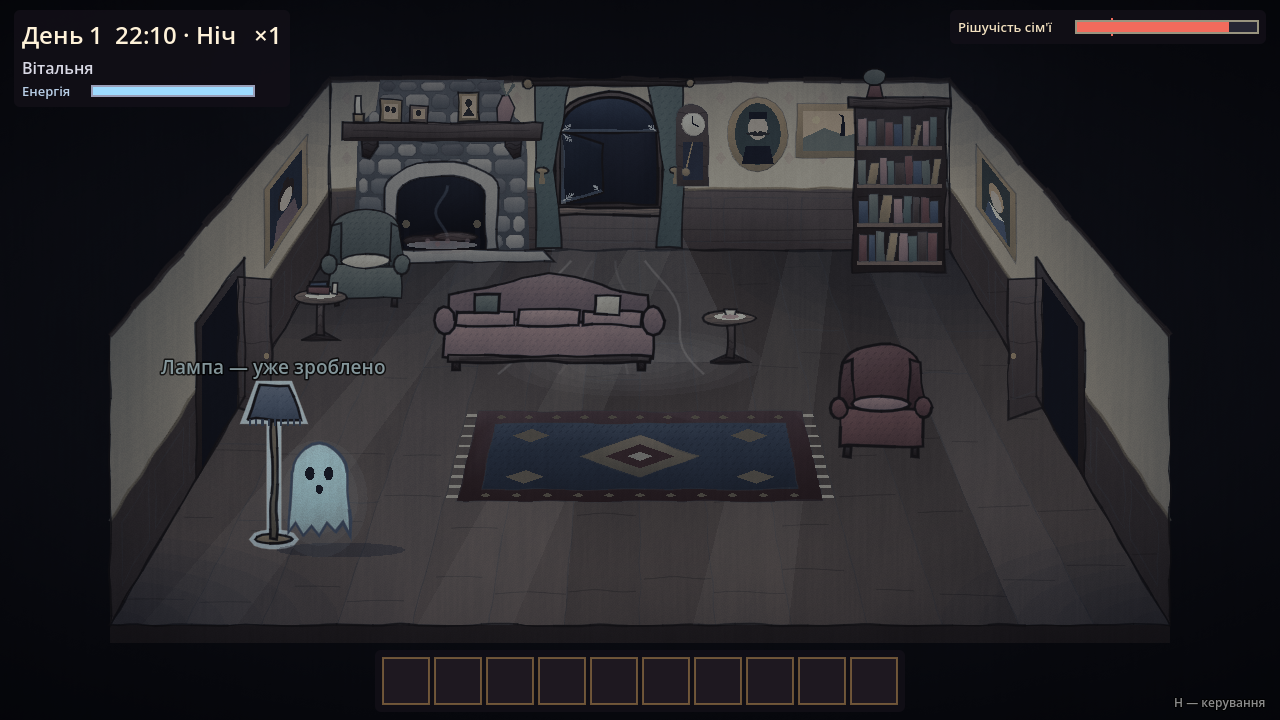 День 1 22:10 · Ніч ×1
Вітальня
Енергія
Рішучість сім'ї
Лампа — уже зроблено
H — керування